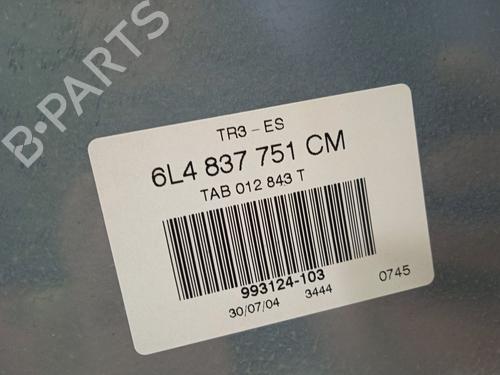 B-PARTS
TR3-ES
6L4 837 751 CM
TAB 012 843 T
993124-103
30/07/04 3444 0745